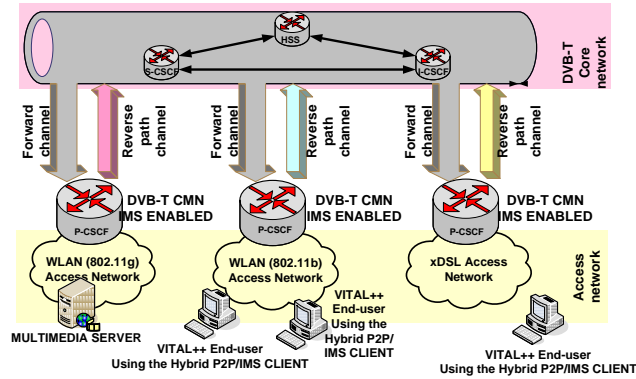 HSS
S-CSCF
I-CSCF
DVB-T
Core
network
Forward
channel
Reverse
path
channel
Forward
channel
Reverse
path
channel
Forward
channel
Reverse
path
channel
DVB-T CMN
IMS ENABLED
P-CSCF
DVB-T CMN
IMS ENABLED
P-CSCF
DVB-T CMN
IMS ENABLED
P-CSCF
WLAN (802.11g)
Access Network
WLAN (802.11b)
Access Network
xDSL Access
Network
Access
network
MULTIMEDIA SERVER
VITAL++ End-user
Using the Hybrid P2P/IMS CLIENT
VITAL++
End-user
Using the
Hybrid P2P/
IMS CLIENT
VITAL++ End-user
Using the Hybrid P2P/IMS CLIENT